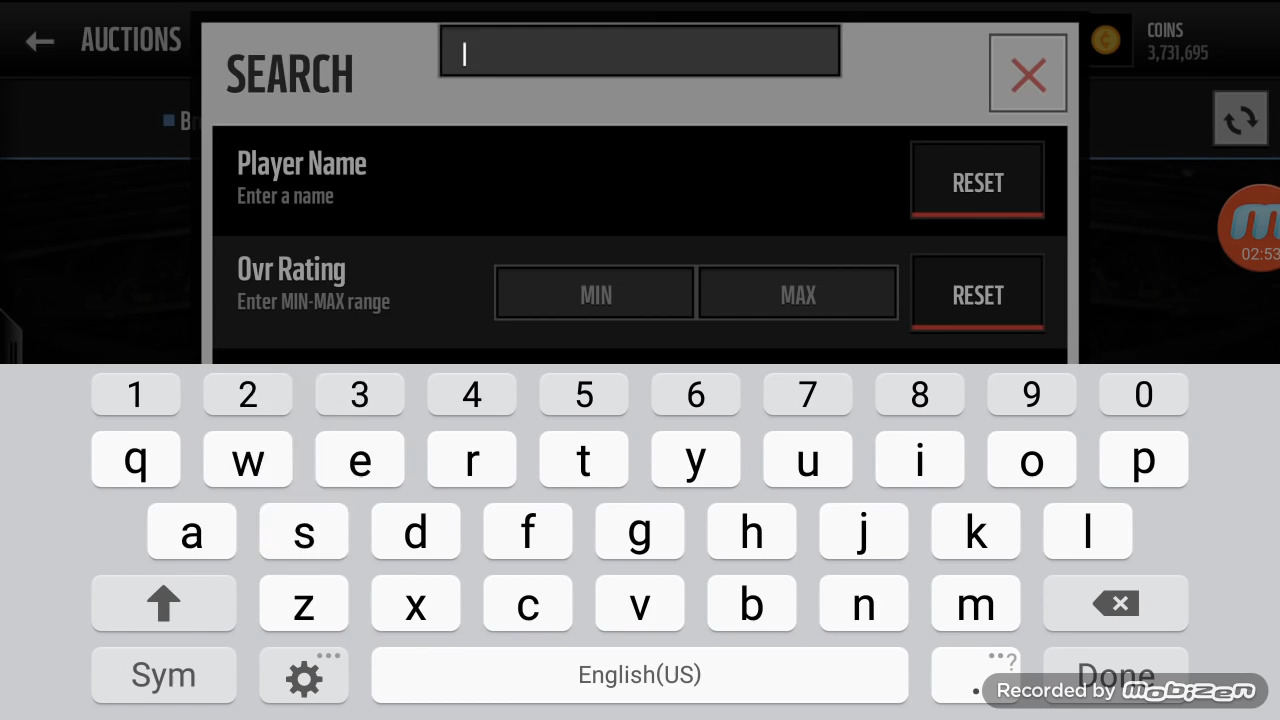 AUCTIONS
SEARCH
COINS
3,731,695
Player Name
Enter a name
RESET
Ovr Rating
Enter MIN-MAX range
MIN
MAX
RESET
02:53
1 2 3 4 5 6 7 8 9 0
q w e r t y u i o p
a s d f g h j k l
z x c v b n m
Sym
English(US)
...?
.
Done
Recorded by mobizen